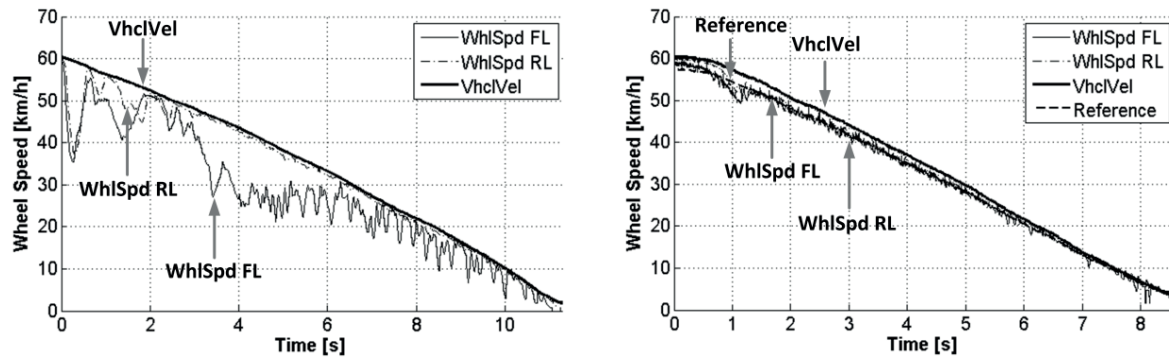 70
60
50
40
30
20
10
0
Wheel Speed [km/h]
0 2 4 6 8 10
Time [s]
VhclVel
WhlSpd RL
WhlSpd FL
WhlSpd FL
WhlSpd RL
VhclVel
70
60
50
40
30
20
10
0
Wheel Speed [km/h]
0 1 2 3 4 5 6 7 8
Time [s]
Reference
VhclVel
WhlSpd FL
WhlSpd RL
WhlSpd FL
WhlSpd RL
VhclVel
Reference